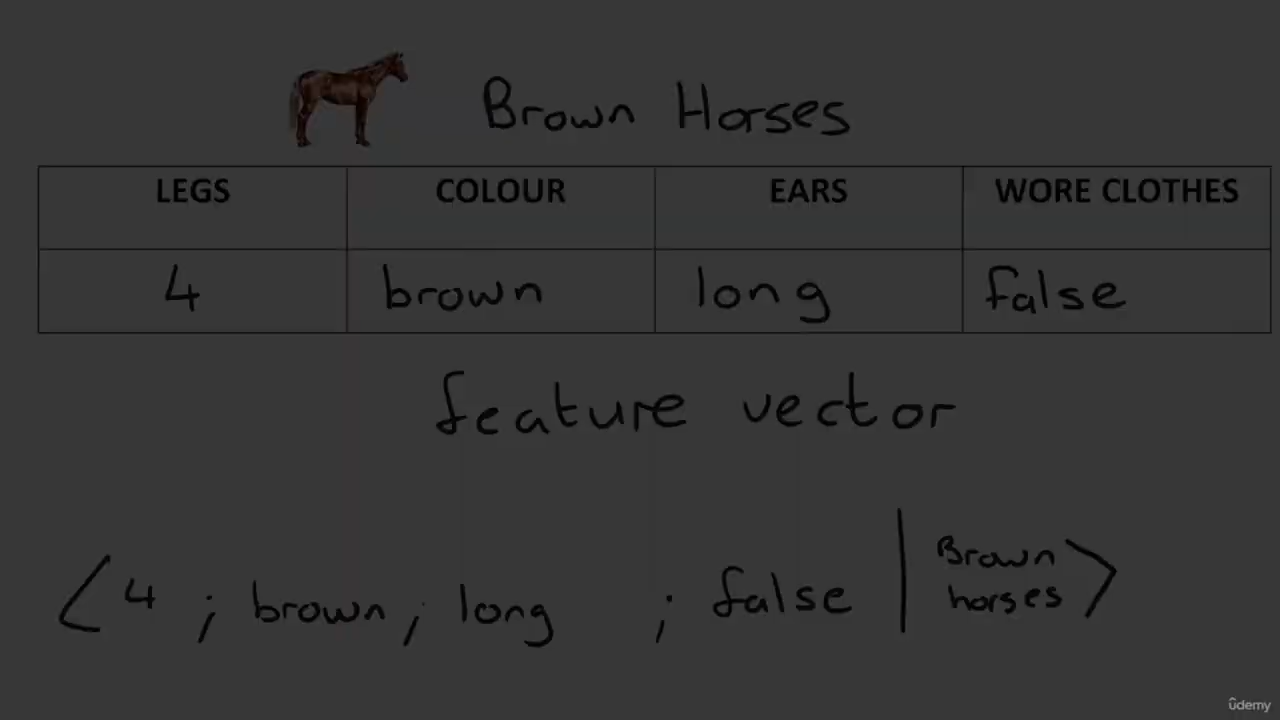 Brown Horses
LEGS COLOUR EARS WORE CLOTHES
4 brown long false
feature vector
⟨ 4 ; brown ; long ; false | Brown horses ⟩
ûdemy